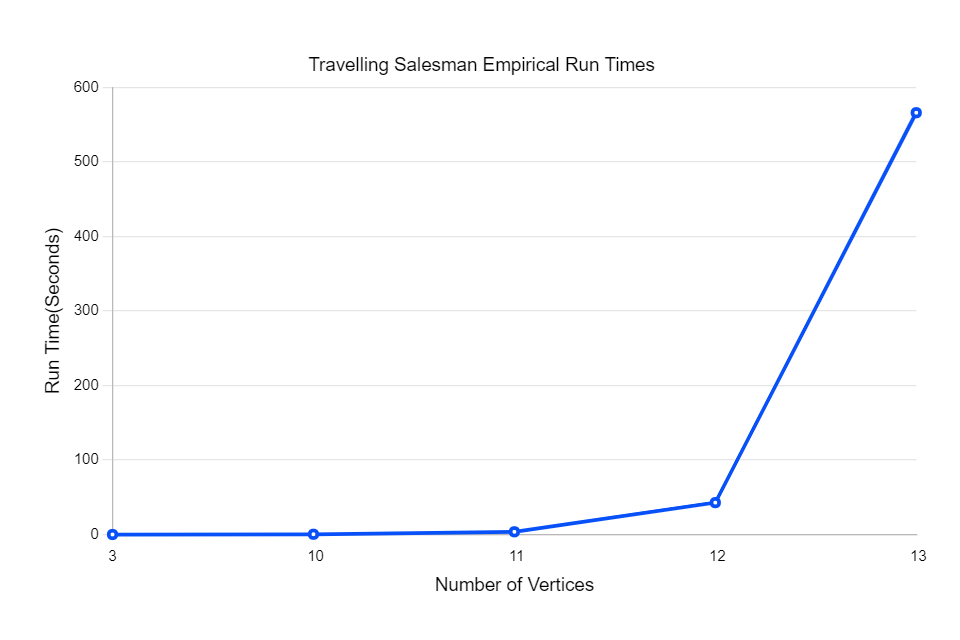 Travelling Salesman Empirical Run Times
600
500
400
300
200
100
0
Run Time(Seconds)
3 10 11 12 13
Number of Vertices